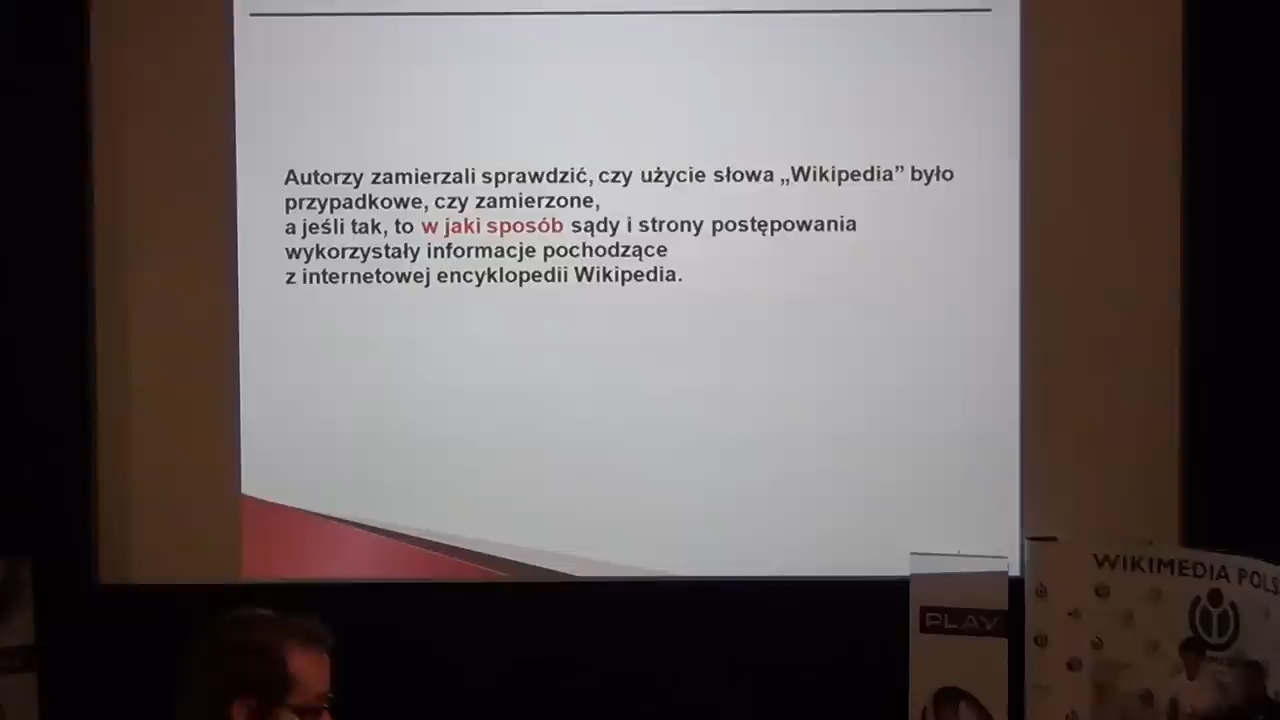 Autorzy zamierzali sprawdzić, czy użycie słowa „Wikipedia” było
przypadkowe, czy zamierzone,
a jeśli tak, to w jaki sposób sądy i strony postępowania
wykorzystały informacje pochodzące
z internetowej encyklopedii Wikipedia.
PLAY
WIKIMEDIA POLS